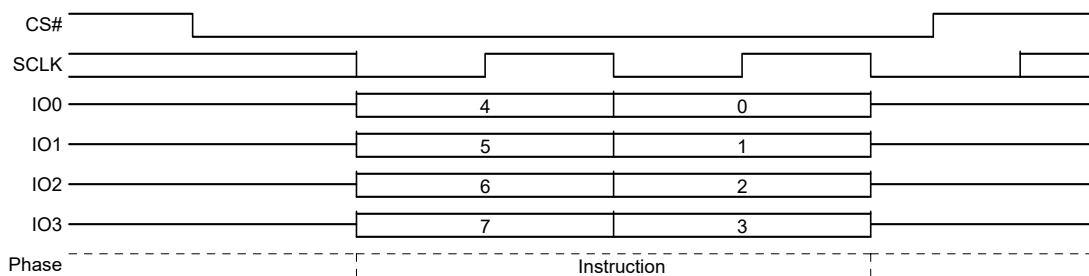 CS#
SCLK
IO0 4 0
IO1 5 1
IO2 6 2
IO3 7 3
Phase Instruction